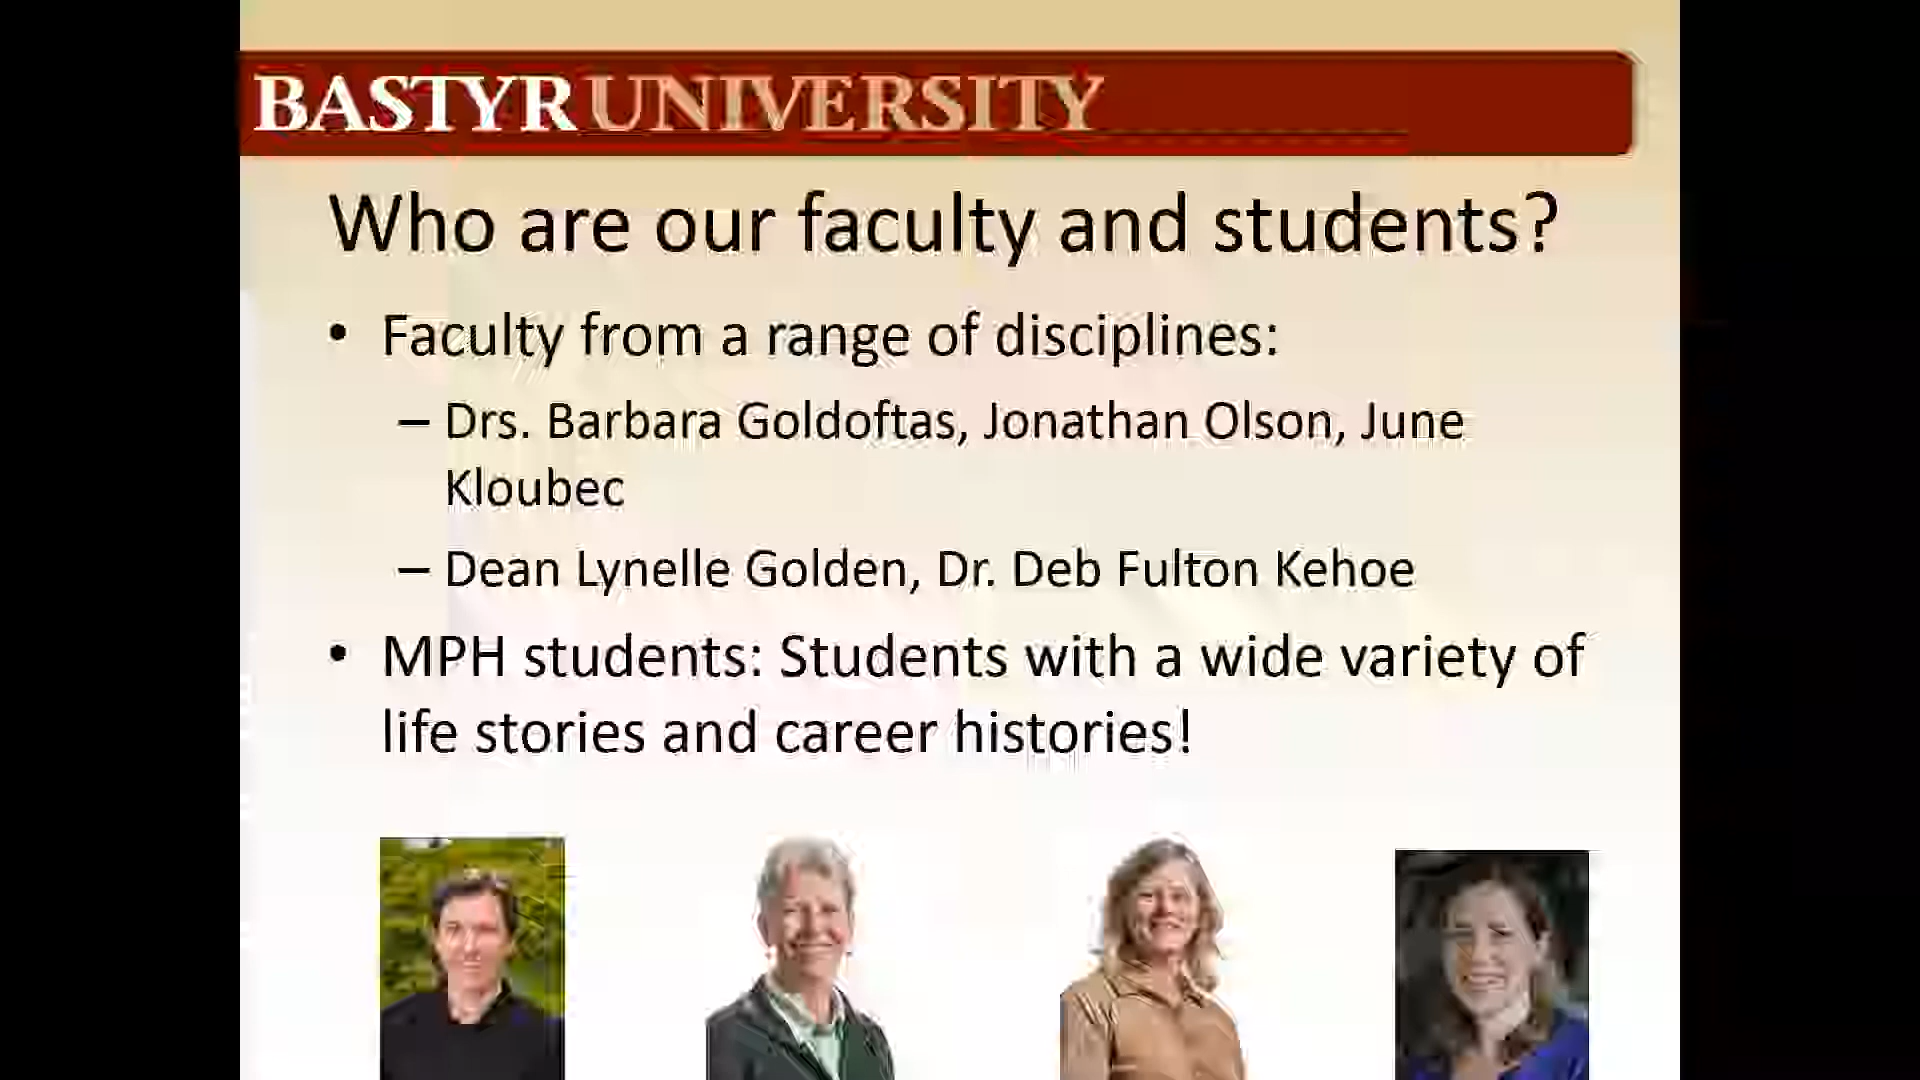 BASTYR UNIVERSITY
Who are our faculty and students?
• Faculty from a range of disciplines:
– Drs. Barbara Goldoftas, Jonathan Olson, June
Kloubec
– Dean Lynelle Golden, Dr. Deb Fulton Kehoe
• MPH students: Students with a wide variety of
life stories and career histories!